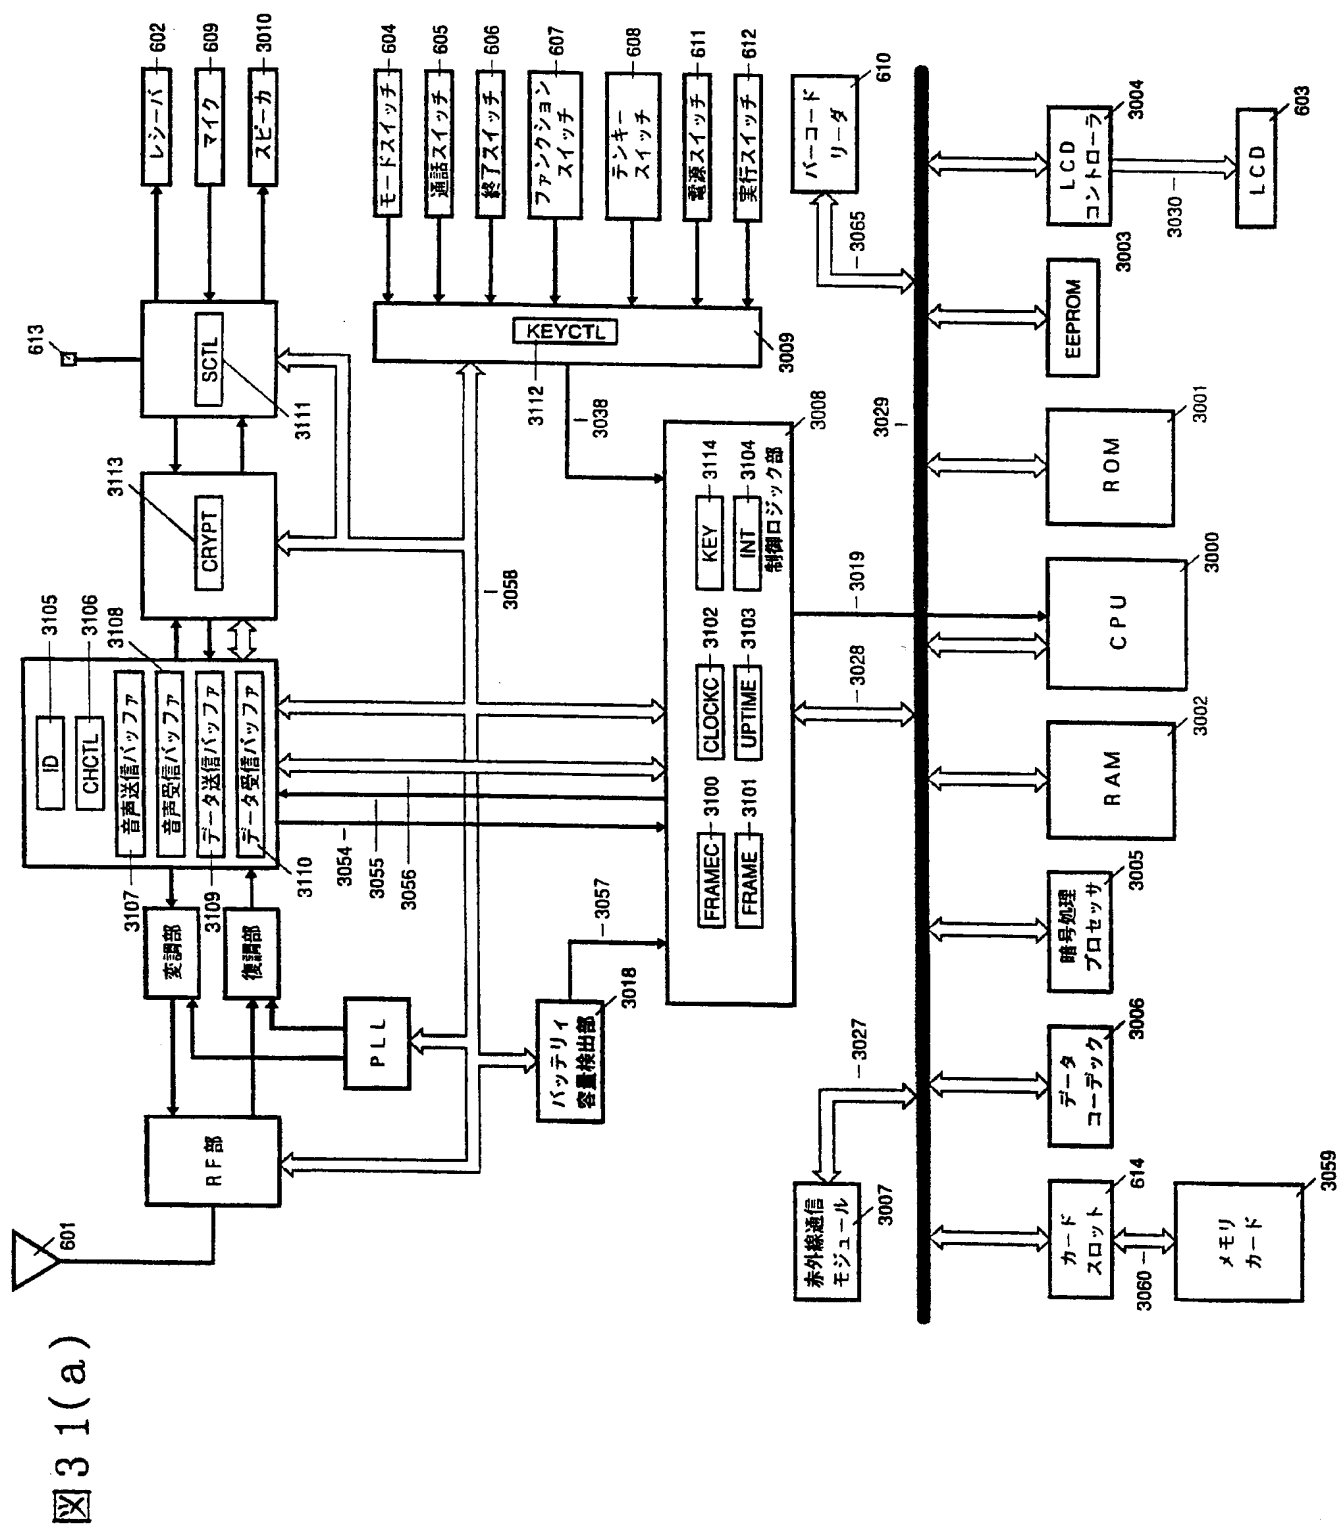 図31(a)
601
RF部
変調部
復調部
PLL
ID
3105
CHCTL
3106
音声送信バッファ
3107
音声受信バッファ
3108
データ送信バッファ
3109
データ受信バッファ
3110
CRYPT
3113
SCTL
3111
613
レシーバ
602
マイク
609
スピーカ
3010
モードスイッチ
604
通話スイッチ
605
終了スイッチ
606
ファンクション
スイッチ
607
テンキー
スイッチ
608
電源スイッチ
611
実行スイッチ
612
KEYCTL
3112
3009
3038
3058
3054
3055
3056
3057
バッテリィ
容量検出部
3018
FRAMEC
3100
FRAME
3101
CLOCKC
3102
UPTIME
3103
KEY
3114
INT
3104
制御ロジック部
3008
バーコード
リーダ
610
3065
3029
3019
3028
3027
赤外線通信
モジュール
3007
カード
スロット
614
3060
メモリ
カード
3059
データ
コーデック
3006
暗号処理
プロセッサ
3005
RAM
3002
CPU
3000
ROM
3001
EEPROM
3003
LCD
コントローラ
3004
3030
LCD
603